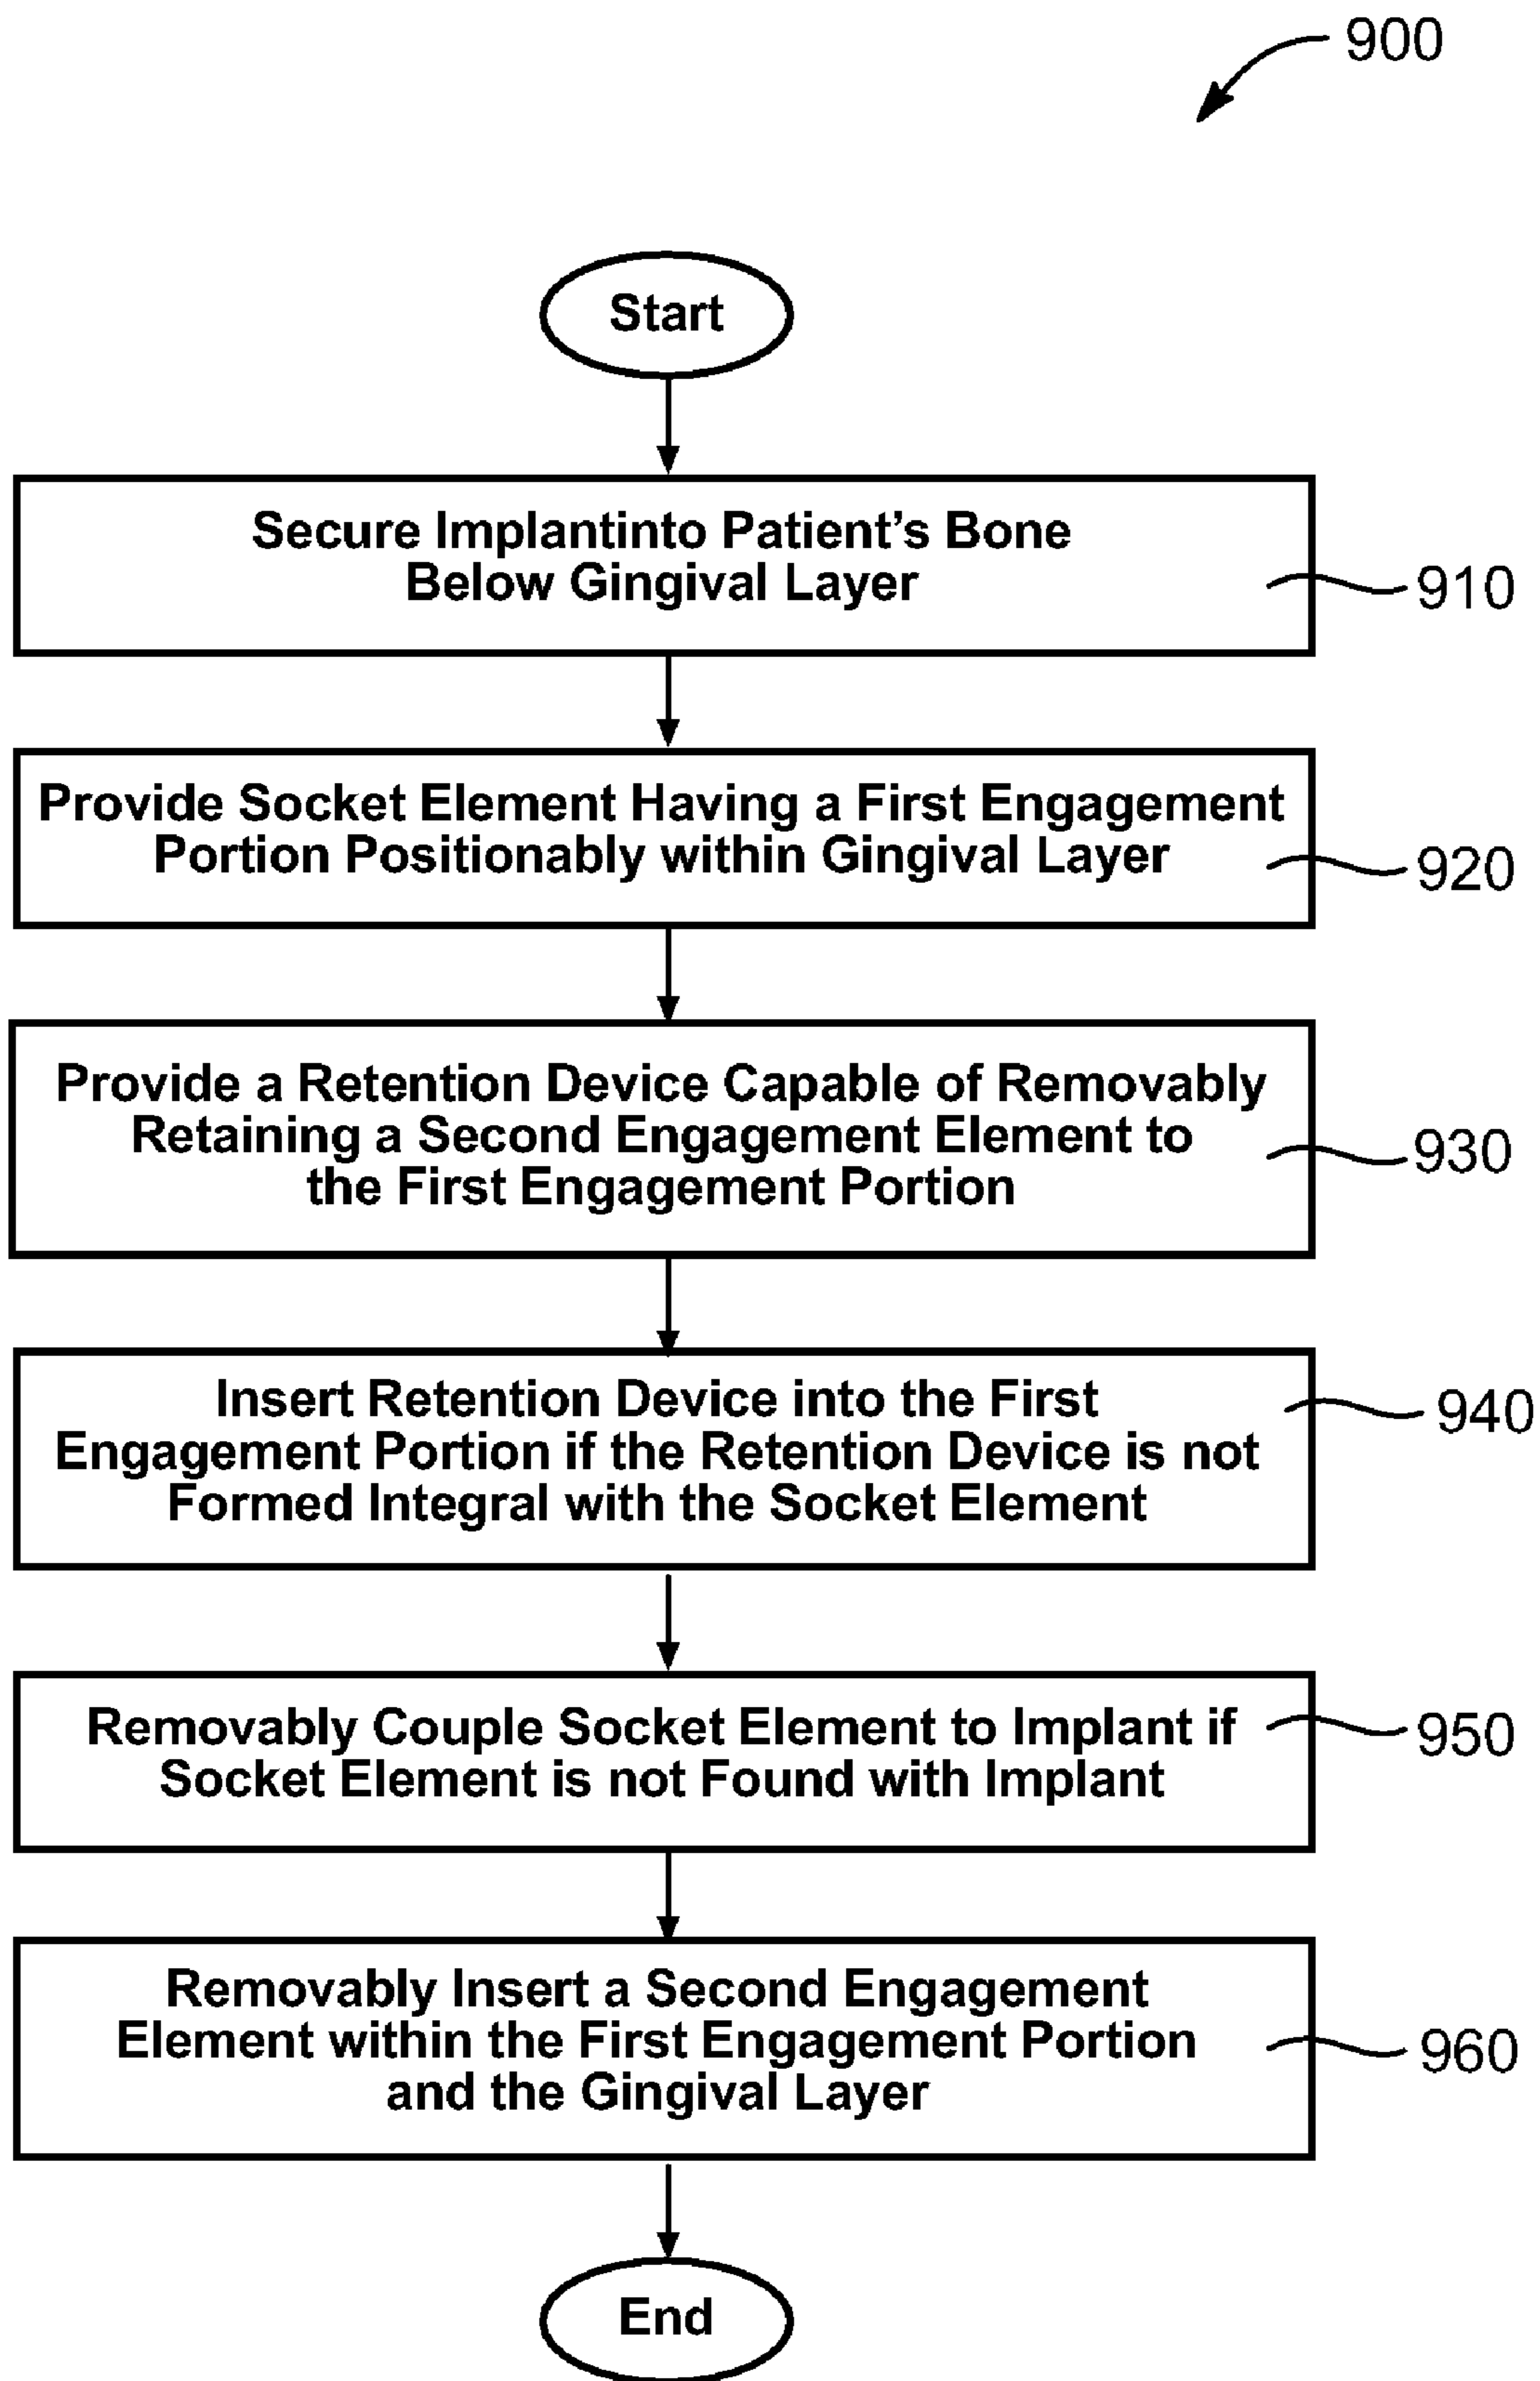 900
Start
Secure Implantinto Patient's Bone
Below Gingival Layer
910
Provide Socket Element Having a First Engagement
Portion Positionably within Gingival Layer
920
Provide a Retention Device Capable of Removably
Retaining a Second Engagement Element to
the First Engagement Portion
930
Insert Retention Device into the First
Engagement Portion if the Retention Device is not
Formed Integral with the Socket Element
940
Removably Couple Socket Element to Implant if
Socket Element is not Found with Implant
950
Removably Insert a Second Engagement
Element within the First Engagement Portion
and the Gingival Layer
960
End